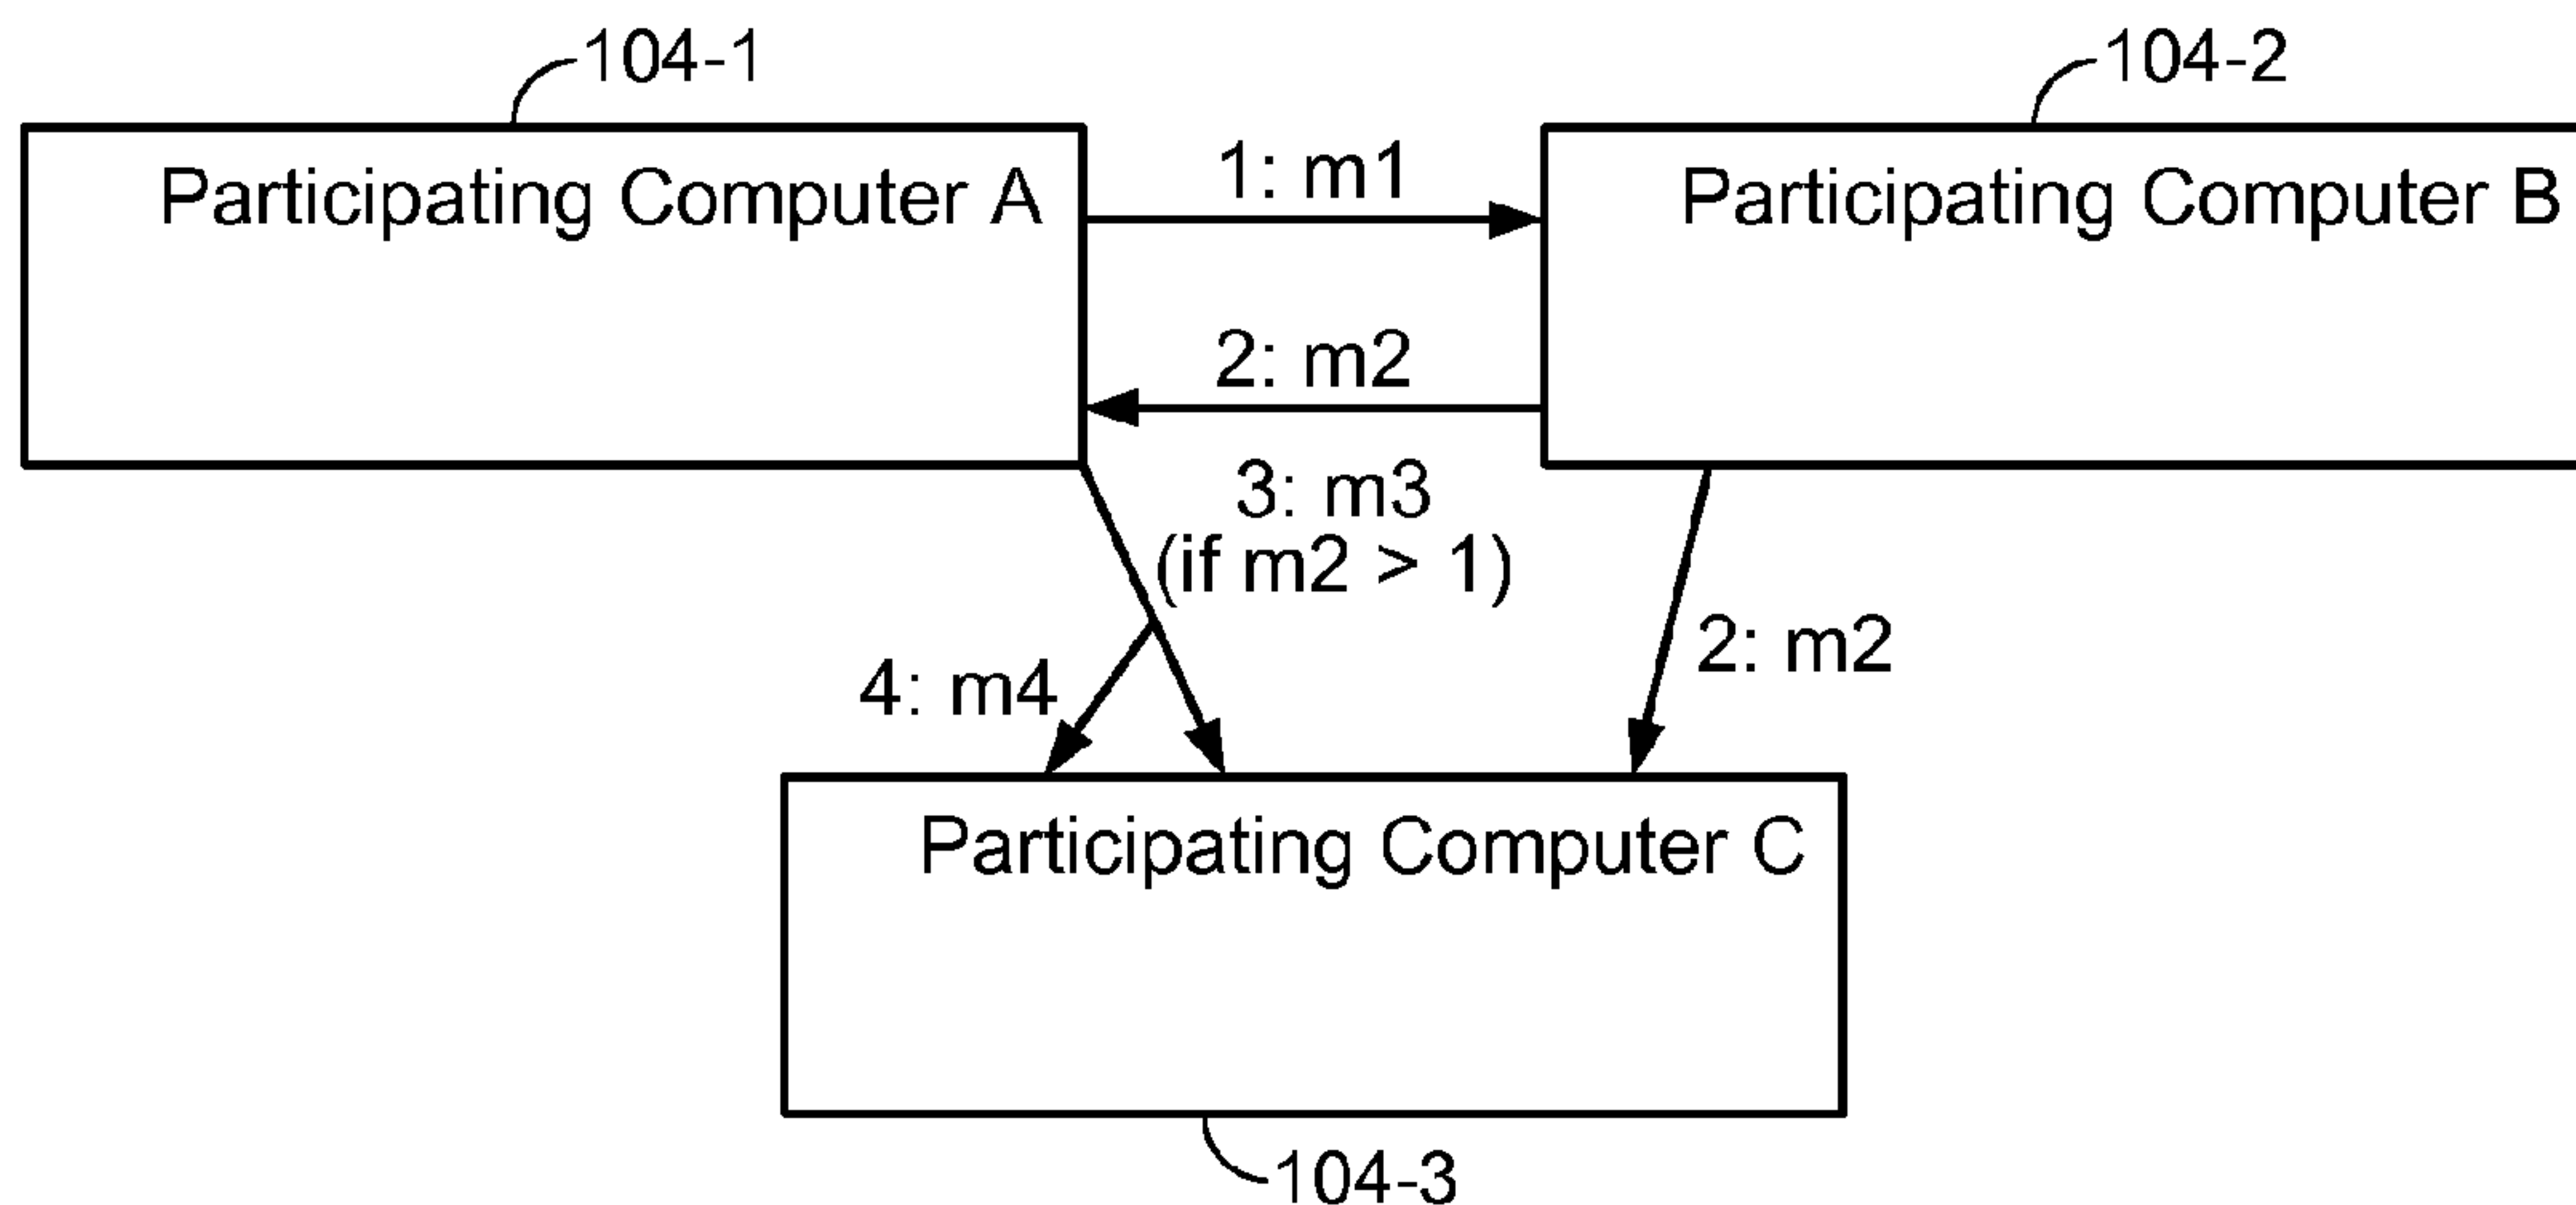 104-1
104-2
Participating Computer A
1: m1
Participating Computer B
2: m2
3: m3
(if m2 > 1)
2: m2
4: m4
Participating Computer C
104-3